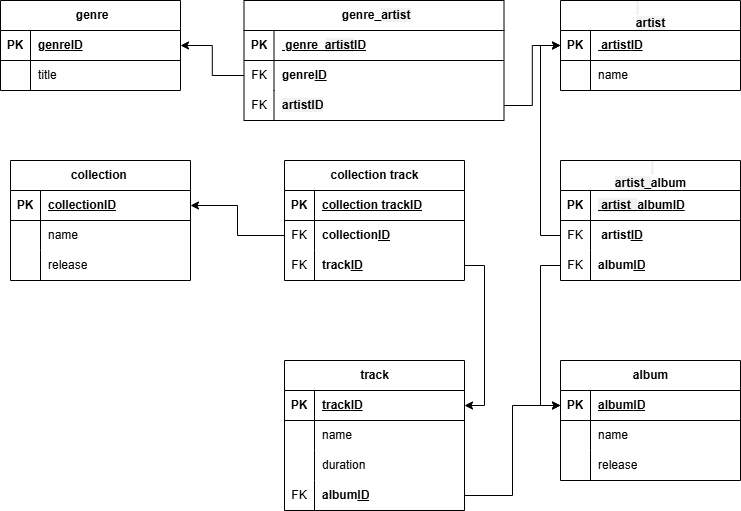 genre
PK genreID
title
genre_artist
PK genre_artistID
FK genreID
FK artistID
artist
PK artistID
name
collection
PK collectionID
name
release
collection track
PK collection trackID
FK collectionID
FK trackID
artist_album
PK artist_albumID
FK artistID
FK albumID
track
PK trackID
name
duration
FK albumID
album
PK albumID
name
release